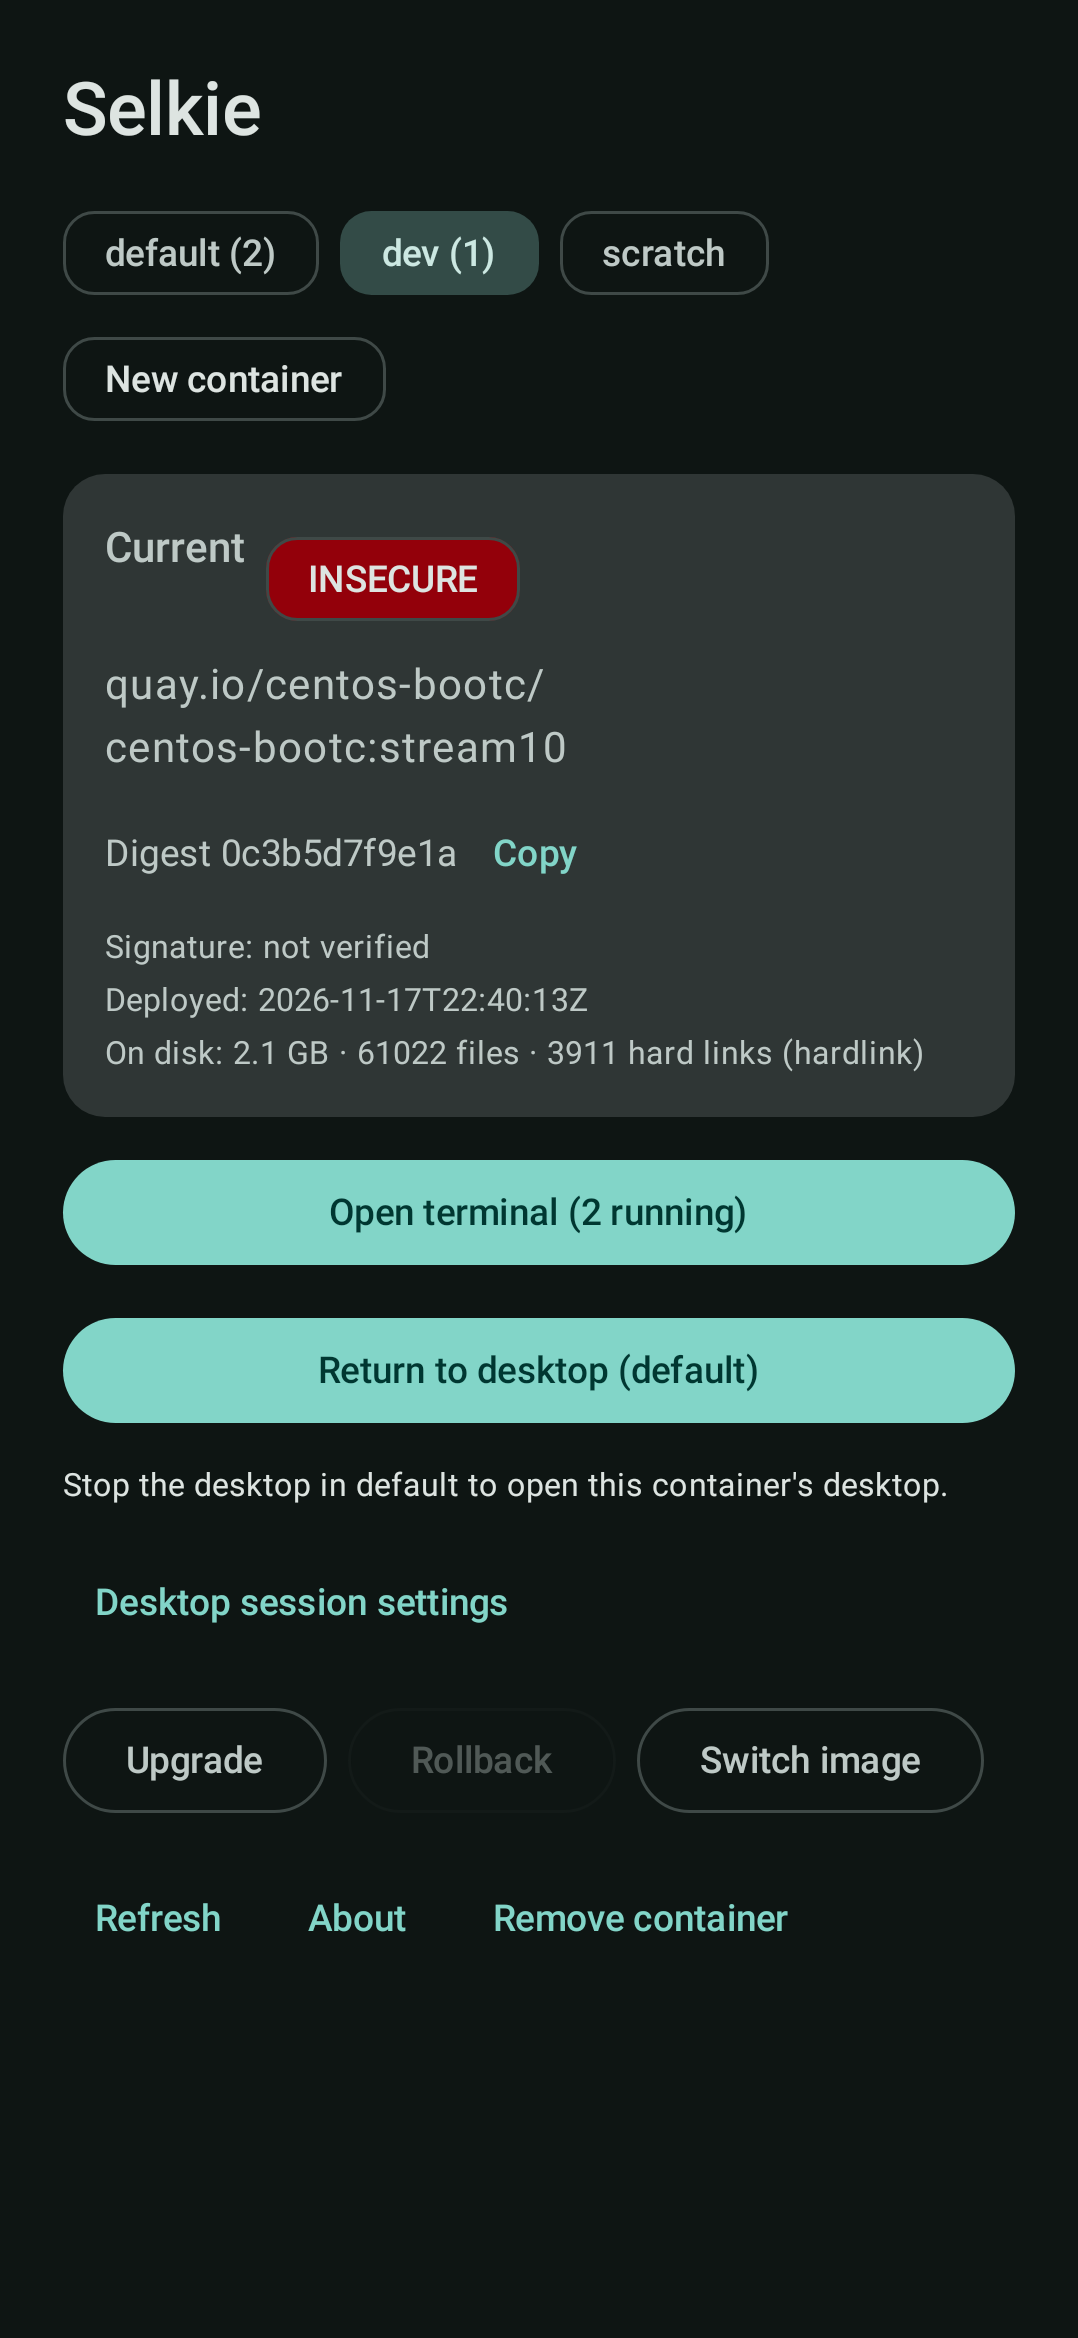 Selkie
default (2) dev (1) scratch
New container
Current INSECURE
quay.io/centos-bootc/
centos-bootc:stream10
Digest 0c3b5d7f9e1a Copy
Signature: not verified
Deployed: 2026-11-17T22:40:13Z
On disk: 2.1 GB · 61022 files · 3911 hard links (hardlink)
Open terminal (2 running)
Return to desktop (default)
Stop the desktop in default to open this container's desktop.
Desktop session settings
Upgrade Rollback Switch image
Refresh About Remove container